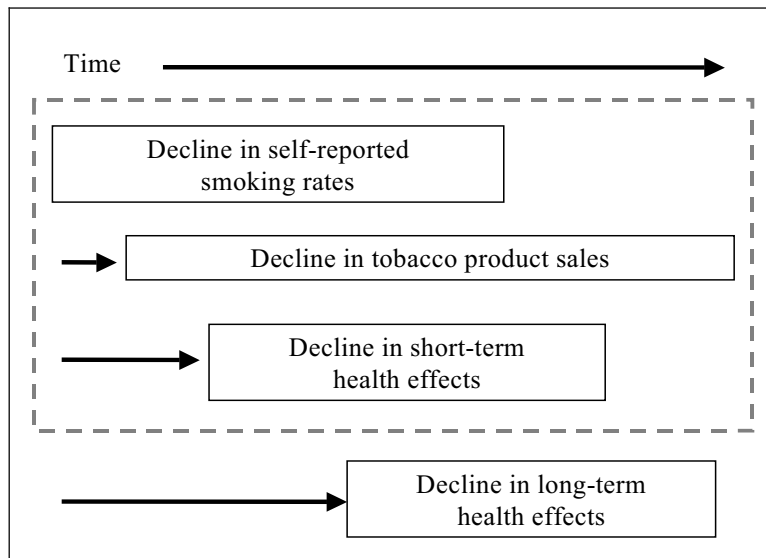 Time
Decline in self-reported
smoking rates
Decline in tobacco product sales
Decline in short-term
health effects
Decline in long-term
health effects